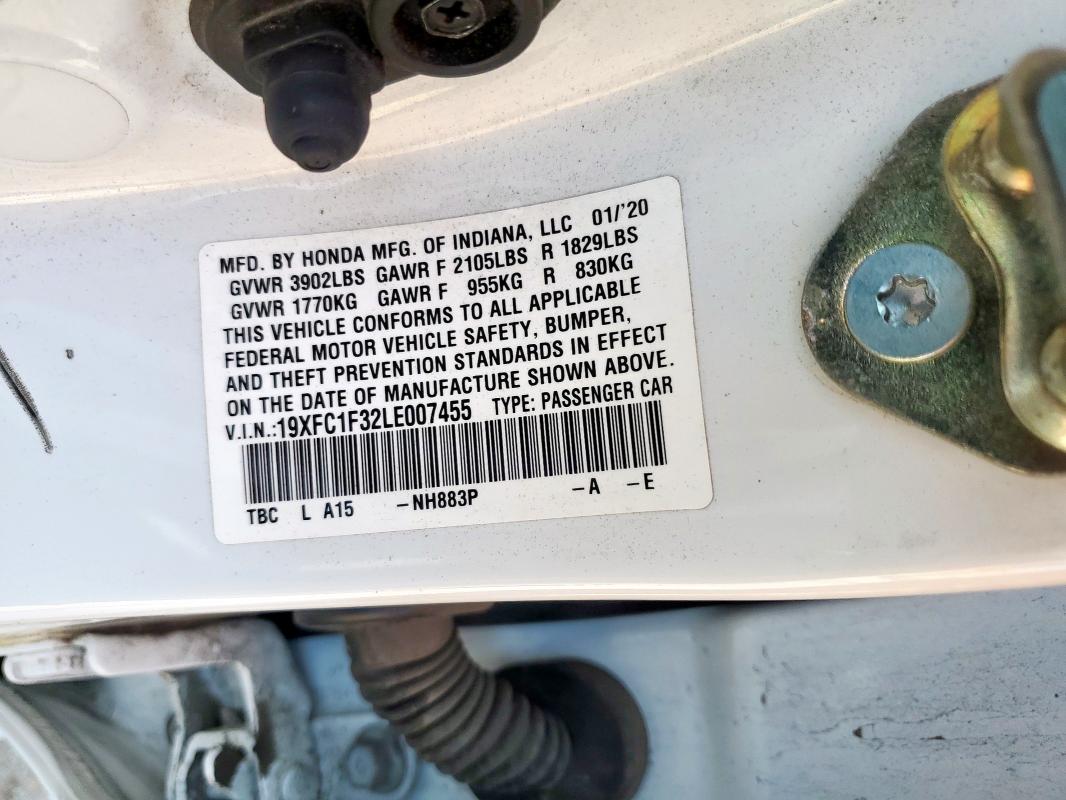 MFD. BY HONDA MFG. OF INDIANA, LLC 01/'20
GVWR 3902LBS GAWR F 2105LBS R 1829LBS
GVWR 1770KG GAWR F 955KG R 830KG
THIS VEHICLE CONFORMS TO ALL APPLICABLE
FEDERAL MOTOR VEHICLE SAFETY, BUMPER,
AND THEFT PREVENTION STANDARDS IN EFFECT
ON THE DATE OF MANUFACTURE SHOWN ABOVE.
V.I.N.:19XFC1F32LE007455 TYPE: PASSENGER CAR
TBC L A15 –NH883P –A –E